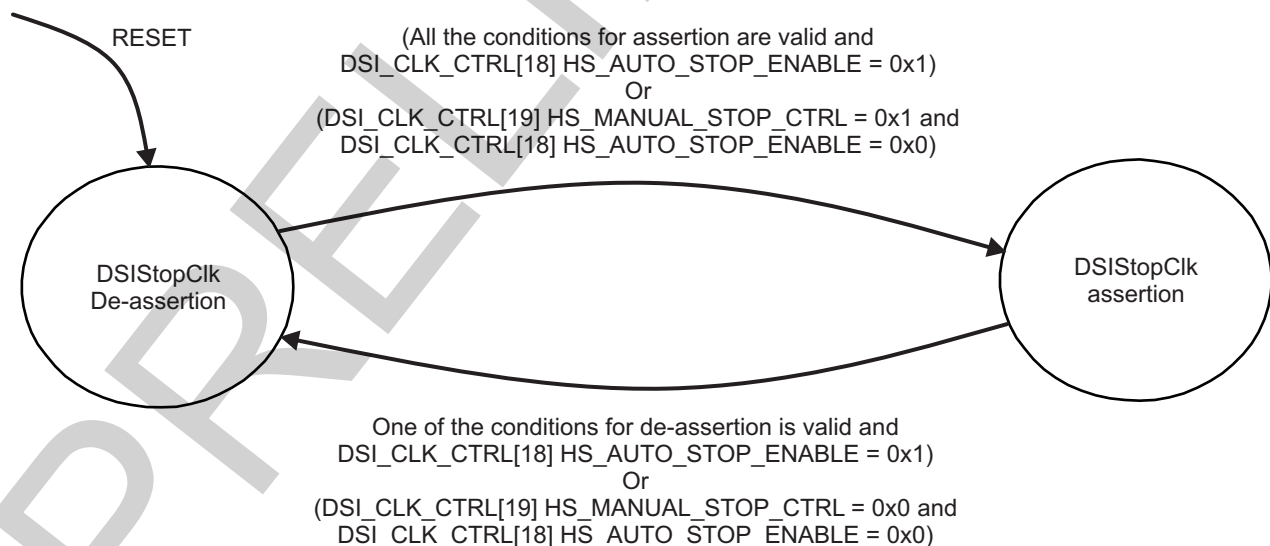 RESET
(All the conditions for assertion are valid and
DSI_CLK_CTRL[18] HS_AUTO_STOP_ENABLE = 0x1)
Or
(DSI_CLK_CTRL[19] HS_MANUAL_STOP_CTRL = 0x1 and
DSI_CLK_CTRL[18] HS_AUTO_STOP_ENABLE = 0x0)
DSIStopClk
De-assertion
DSIStopClk
assertion
One of the conditions for de-assertion is valid and
DSI_CLK_CTRL[18] HS_AUTO_STOP_ENABLE = 0x1)
Or
(DSI_CLK_CTRL[19] HS_MANUAL_STOP_CTRL = 0x0 and
DSI_CLK_CTRL[18] HS_AUTO_STOP_ENABLE = 0x0)
PRELI